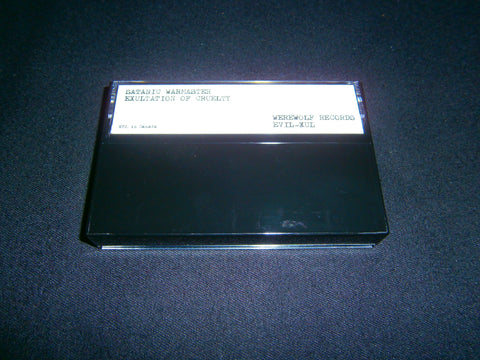 SATANIC WARMASTER
EXULTATION OF CRUELTY
WEREWOLF RECORDS
EVIL-XUL